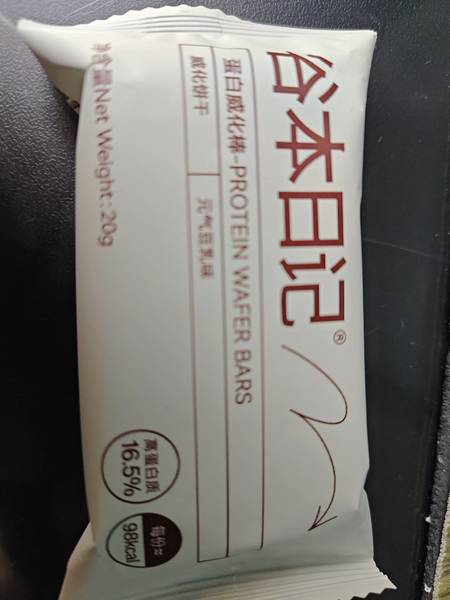 谷本日记®
蛋白威化棒-PROTEIN WAFER BARS
威化饼干
元气豆乳味
净含量Net Weight:20g
高蛋白质
16.5%
每份≈
98kcal